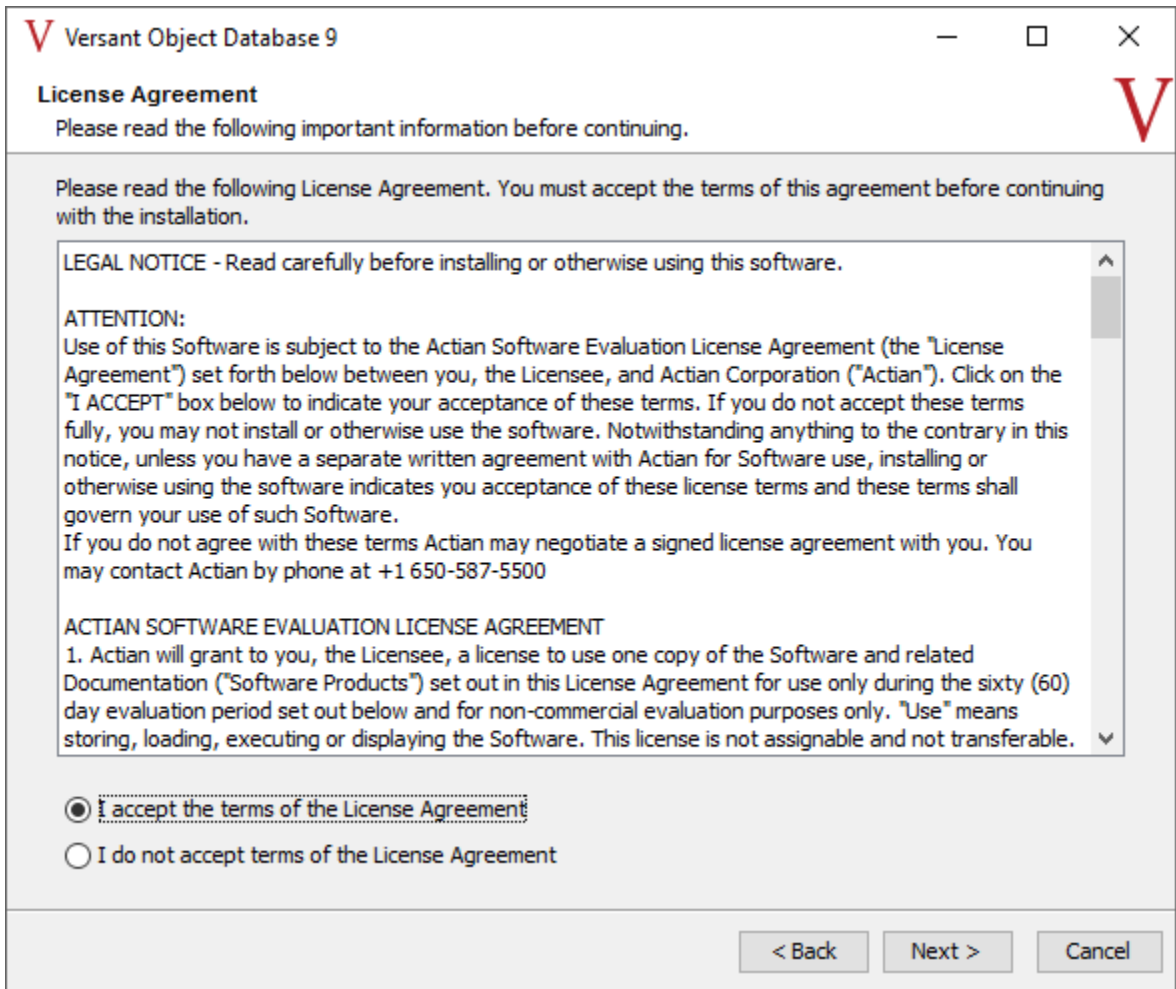 V Versant Object Database 9
License Agreement
Please read the following important information before continuing.
V
Please read the following License Agreement. You must accept the terms of this agreement before continuing
with the installation.
LEGAL NOTICE - Read carefully before installing or otherwise using this software.
ATTENTION:
Use of this Software is subject to the Actian Software Evaluation License Agreement (the "License
Agreement") set forth below between you, the Licensee, and Actian Corporation ("Actian"). Click on the
"I ACCEPT" box below to indicate your acceptance of these terms. If you do not accept these terms
fully, you may not install or otherwise use the software. Notwithstanding anything to the contrary in this
notice, unless you have a separate written agreement with Actian for Software use, installing or
otherwise using the software indicates you acceptance of these license terms and these terms shall
govern your use of such Software.
If you do not agree with these terms Actian may negotiate a signed license agreement with you. You
may contact Actian by phone at +1 650-587-5500
ACTIAN SOFTWARE EVALUATION LICENSE AGREEMENT
1. Actian will grant to you, the Licensee, a license to use one copy of the Software and related
Documentation ("Software Products") set out in this License Agreement for use only during the sixty (60)
day evaluation period set out below and for non-commercial evaluation purposes only. "Use" means
storing, loading, executing or displaying the Software. This license is not assignable and not transferable.
I accept the terms of the License Agreement
I do not accept terms of the License Agreement
< Back Next > Cancel